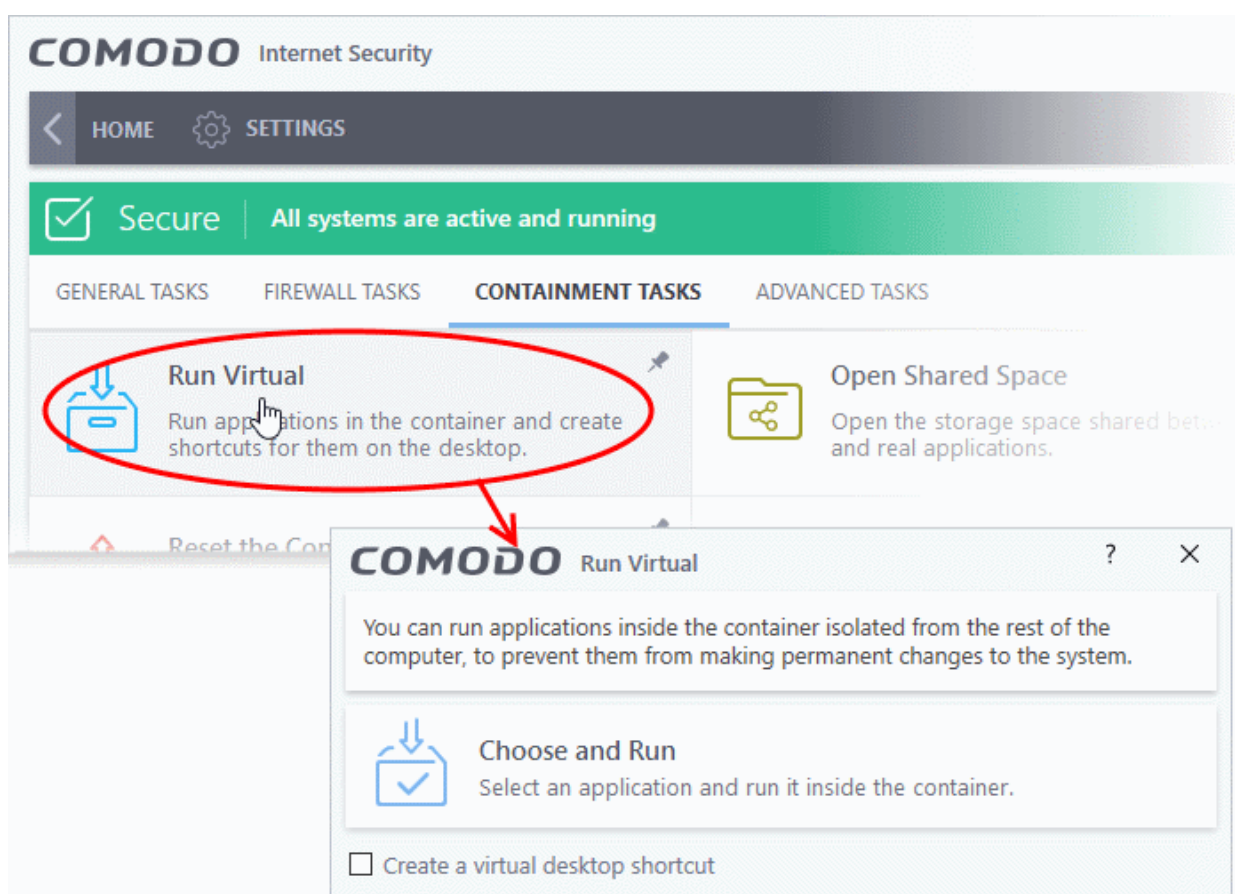 COMODO Internet Security
HOME SETTINGS
Secure All systems are active and running
GENERAL TASKS FIREWALL TASKS CONTAINMENT TASKS ADVANCED TASKS
Run Virtual
Run applications in the container and create
shortcuts for them on the desktop.
Open Shared Space
Open the storage space shared
and real applications.
Reset the
COMODO Run Virtual ?
You can run applications inside the container isolated from the rest of the
computer, to prevent them from making permanent changes to the system.
Choose and Run
Select an application and run it inside the container.
Create a virtual desktop shortcut